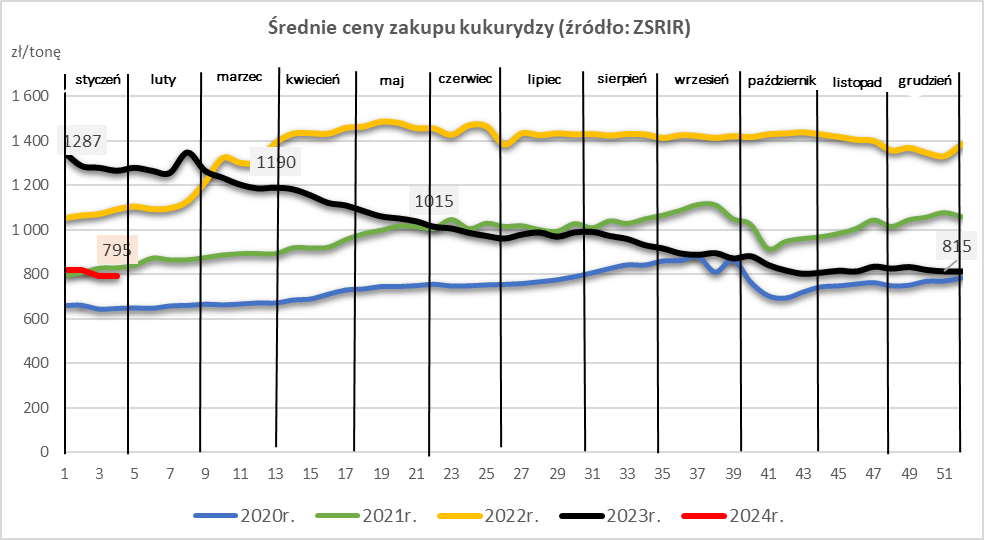 Średnie ceny zakupu kukurydzy (źródło: ZSRIR)
zł/tonę
styczeń luty marzec kwiecień maj czerwiec lipiec sierpień wrzesień październik listopad grudzień
1 600
1 400
1287
1190
1 200
1015
1 000
815
795
800
600
400
200
0
1 3 5 7 9 11 13 15 17 19 21 23 25 27 29 31 33 35 37 39 41 43 45 47 49 51
2020r. 2021r. 2022r. 2023r. 2024r.